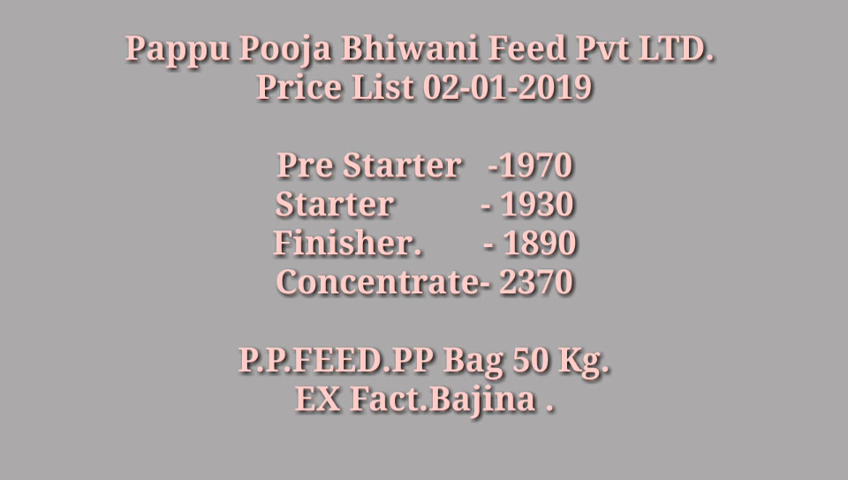 Pappu Pooja Bhiwani Feed Pvt LTD.
Price List 02-01-2019
Pre Starter -1970
Starter - 1930
Finisher. - 1890
Concentrate- 2370
P.P.FEED.PP Bag 50 Kg.
EX Fact.Bajina .